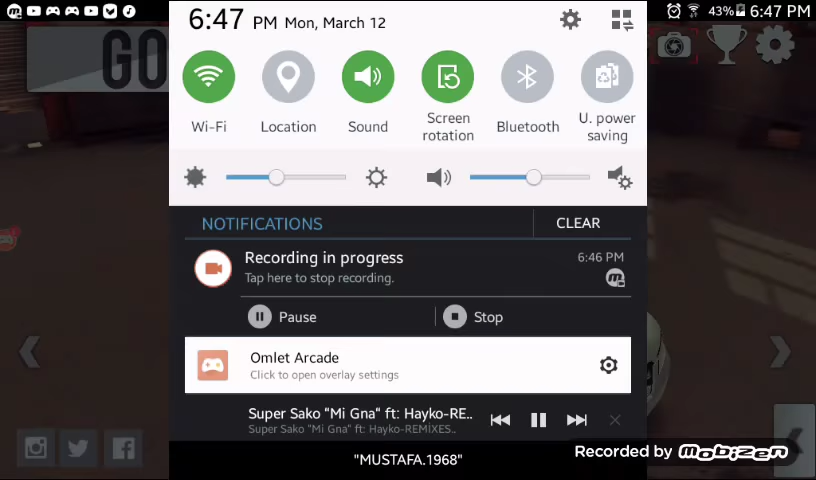 6:47 PM Mon, March 12
43% 6:47 PM
GO
Wi-Fi
Location
Sound
Screen
rotation
Bluetooth
U. power
saving
NOTIFICATIONS
CLEAR
Recording in progress
6:46 PM
Tap here to stop recording.
Pause
Stop
Omlet Arcade
Click to open overlay settings
Super Sako "Mi Gna" ft: Hayko-RE..
Super Sako "Mi Gna" ft: Hayko-REMİXES..
Recorded by Mobizen
"MUSTAFA.1968"